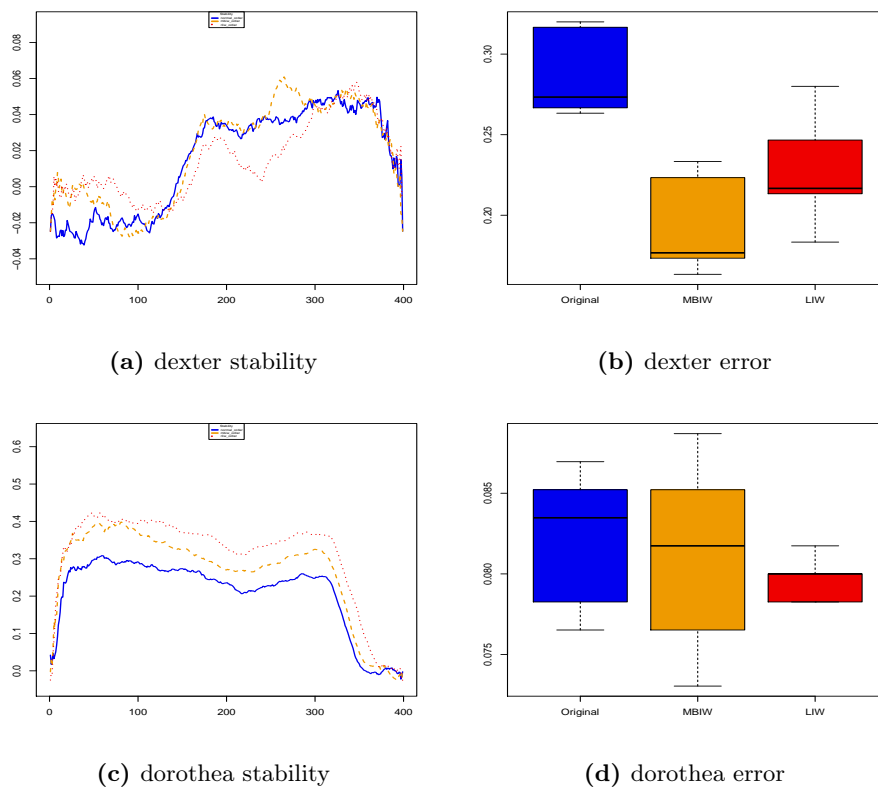 Stability
-0.04 -0.02 0.00 0.02 0.04 0.06 0.08
0 100 200 300 400
0.20 0.25 0.30
Original MBIW LIW
(a) dexter stability
(b) dexter error
Stability
0.0 0.1 0.2 0.3 0.4 0.5 0.6
0 100 200 300 400
0.075 0.080 0.085
Original MBIW LIW
(c) dorothea stability
(d) dorothea error